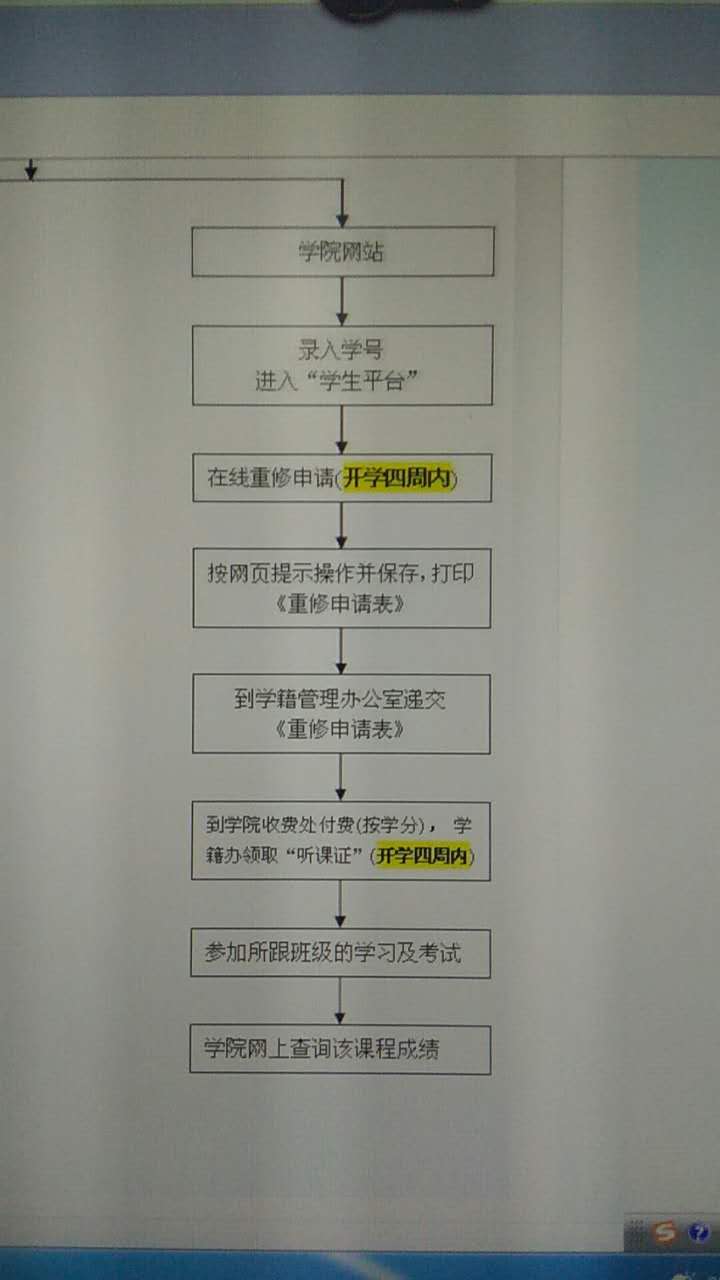 学院网站
录入学号
进入“学生平台”
在线重修申请(开学四周内)
按网页提示操作并保存，打印
《重修申请表》
到学籍管理办公室递交
《重修申请表》
到学院收费处付费(按学分)， 学
籍办领取“听课证”(开学四周内)
参加所跟班级的学习及考试
学院网上查询该课程成绩